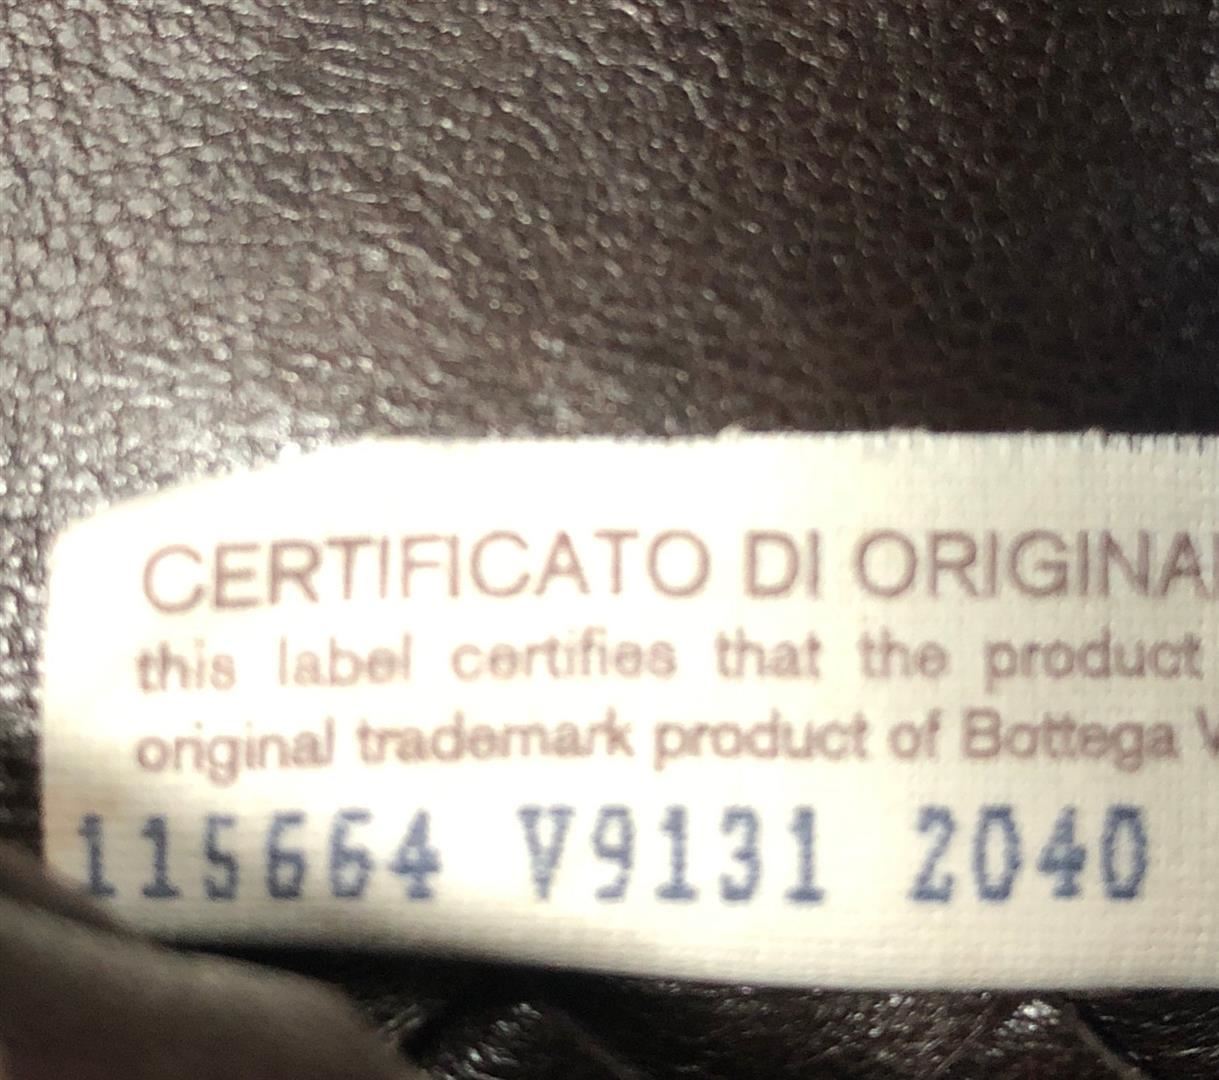 CERTIFICATO DI ORIGINA
this label certifies that the product
original trademark product of Bottega V
115664 V9131 2040